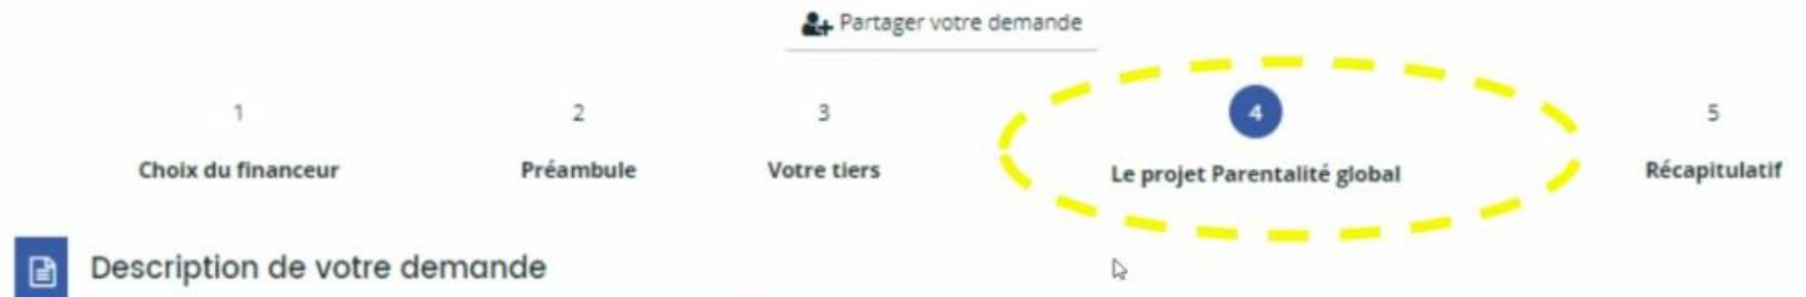 Partager votre demande
1 2 3 4 5
Choix du financeur Préambule Votre tiers Le projet Parentalité global Récapitulatif
Description de votre demande